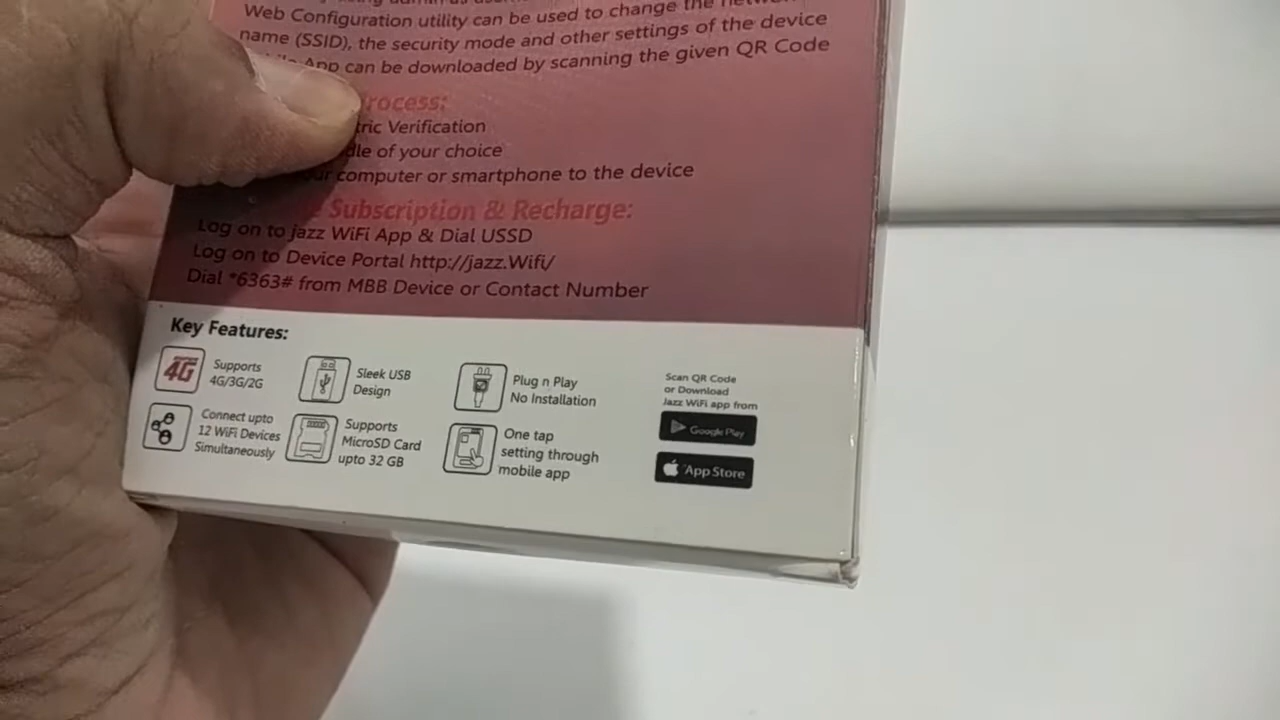 Web Configuration utility can be used to change the network
name (SSID), the security mode and other settings of the device
App can be downloaded by scanning the given QR Code
rocess:
tric Verification
dle of your choice
ur computer or smartphone to the device
Subscription & Recharge:
Log on to Jazz WiFi App & Dial USSD
Log on to Device Portal http://jazz.Wifi/
Dial *6363# from MBB Device or Contact Number
Key Features:
4G
Supports
4G/3G/2G
Sleek USB
Design
Plug n Play
No Installation
Connect upto
12 WiFi Devices
Simultaneously
Supports
MicroSD Card
upto 32 GB
One tap
setting through
mobile app
Scan QR Code
or Download
Jazz WiFi app from
Google Play
App Store